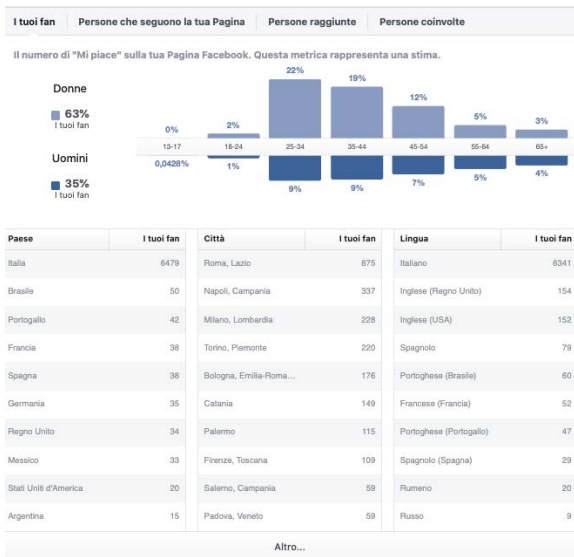 I tuoi fan Persone che seguono la tua Pagina Persone raggiunte Persone coinvolte
Il numero di "Mi piace" sulla tua Pagina Facebook. Questa metrica rappresenta una stima.
Donne
63%
I tuoi fan
0% 2% 22% 19% 12% 5% 3%
13-17 18-24 25-34 35-44 45-54 55-64 65+
Uomini
35%
I tuoi fan
0,0428% 1% 9% 9% 7% 5% 4%
Paese I tuoi fan Città I tuoi fan Lingua I tuoi fan
Italia 6479 Roma, Lazio 675 Italiano 6341
Brasile 50 Napoli, Campania 337 Inglese (Regno Unito) 154
Portogallo 42 Milano, Lombardia 228 Inglese (USA) 152
Francia 38 Torino, Piemonte 220 Spagnolo 79
Spagna 38 Bologna, Emilia-Roma... 176 Portoghese (Brasile) 60
Germania 35 Catania 149 Francese (Francia) 52
Regno Unito 34 Palermo 115 Portoghese (Portogallo) 47
Messico 33 Firenze, Toscana 109 Spagnolo (Spagna) 29
Stati Uniti d'America 20 Salerno, Campania 59 Rumeno 20
Argentina 15 Padova, Veneto 59 Russo 9
Altro...